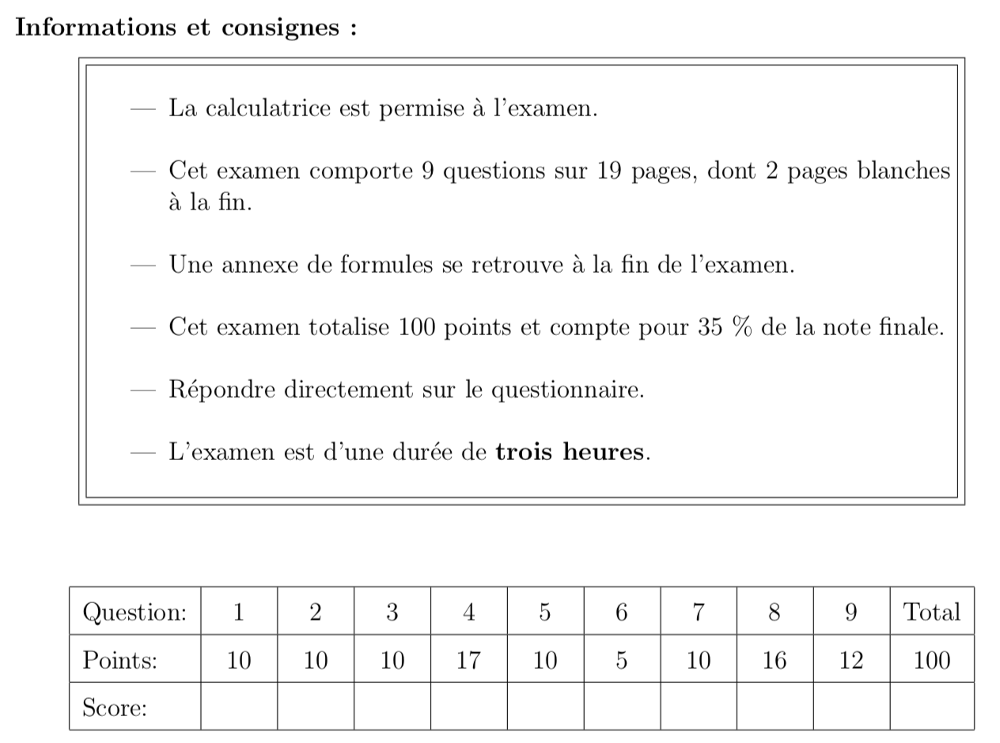 Informations et consignes :
— La calculatrice est permise à l'examen.
— Cet examen comporte 9 questions sur 19 pages, dont 2 pages blanches
à la fin.
— Une annexe de formules se retrouve à la fin de l'examen.
— Cet examen totalise 100 points et compte pour 35 % de la note finale.
— Répondre directement sur le questionnaire.
— L'examen est d'une durée de trois heures.
Question: 1 2 3 4 5 6 7 8 9 Total
Points: 10 10 10 17 10 5 10 16 12 100
Score: